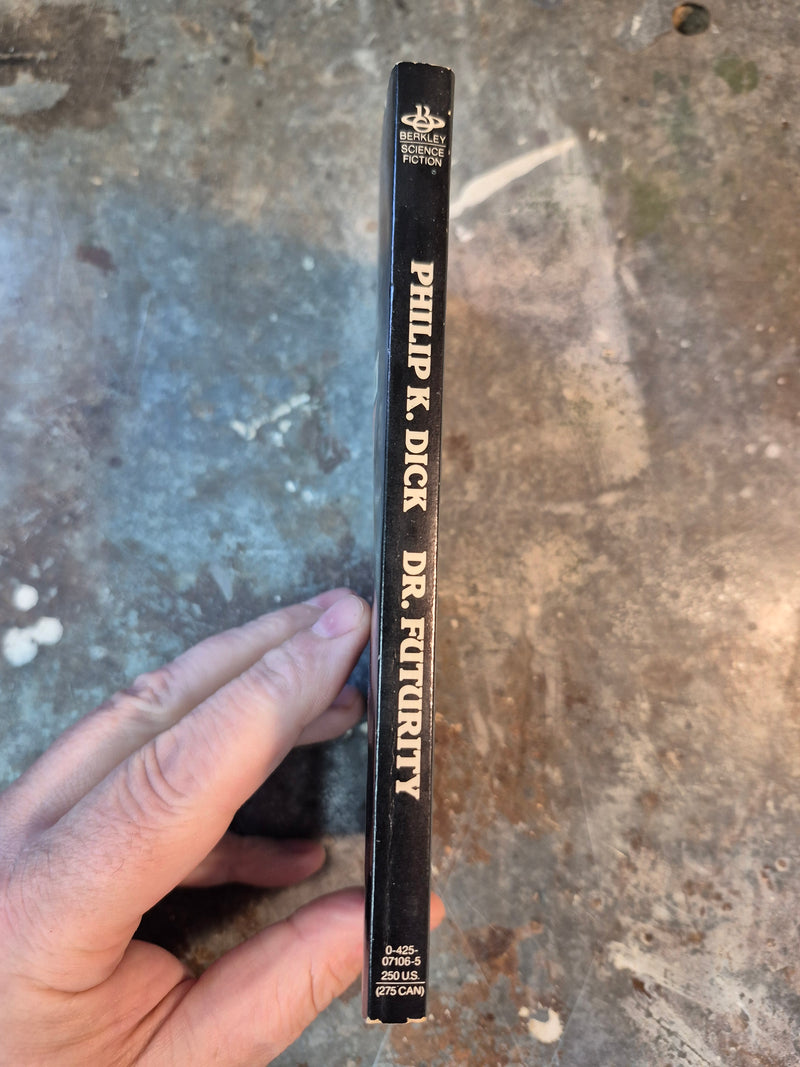 B
BERKLEY
SCIENCE
FICTION
PHILIP K. DICK DR. FUTURITY
0-425-
07106-5
250 U.S.
(275 CAN)